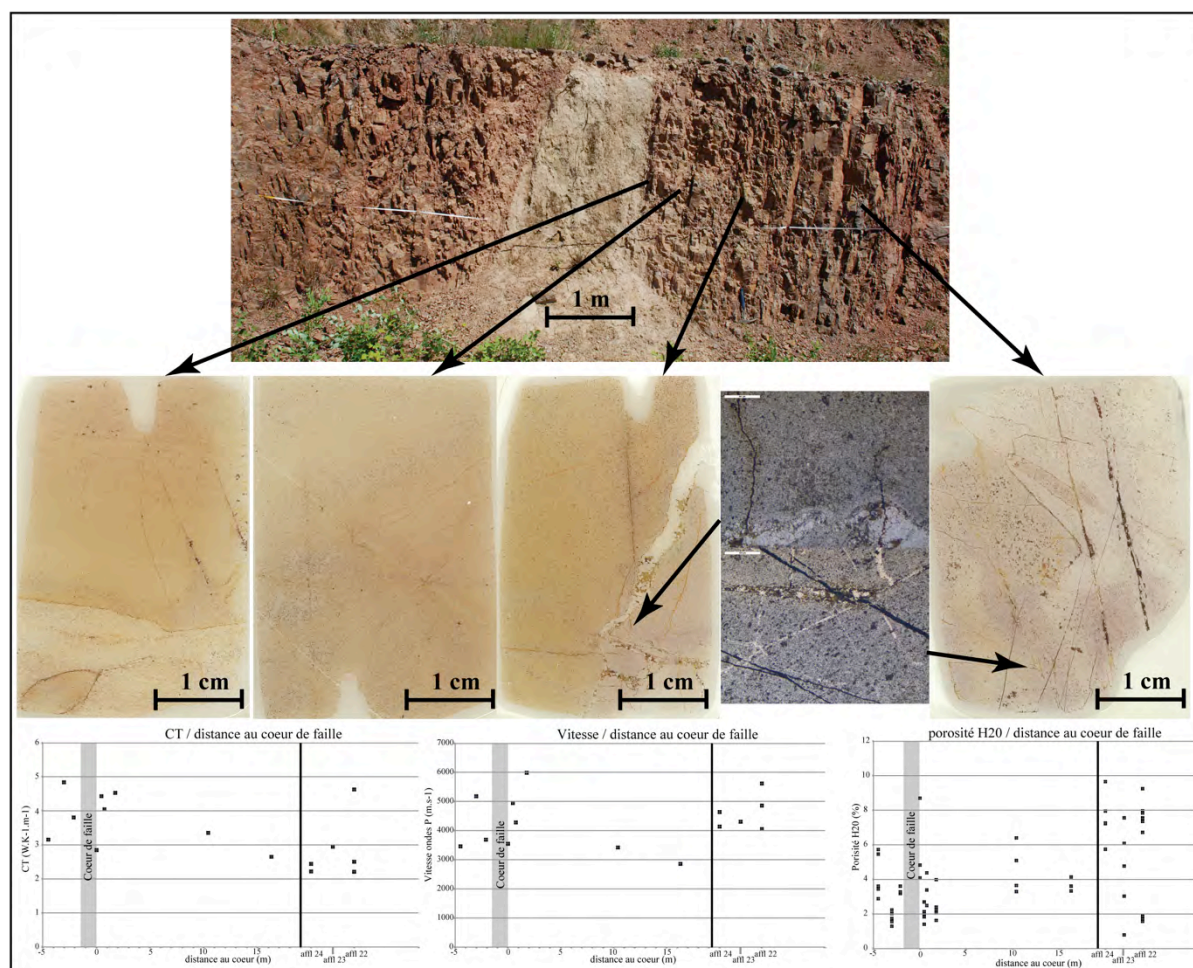 1 m
1 cm
1 cm
1 cm
1 cm
CT / distance au coeur de faille
CT (W.K-1.m-1)
6
5
4
3
2
1
0
Coeur de faille
-5
0
5
10
15
affl 24
affl 23
affl 22
distance au coeur (m)
Vitesse / distance au coeur de faille
Vitesse ondes P (m.s-1)
7000
6000
5000
4000
3000
2000
1000
0
Coeur de faille
-5
0
5
10
15
affl 24
affl 23
affl 22
distance au coeur (m)
porosité H20 / distance au coeur de faille
Porisité H20 (%)
12
10
8
6
4
2
0
Coeur de faille
-5
0
5
10
15
affl 24
affl 23
affl 22
distance au coeur (m)